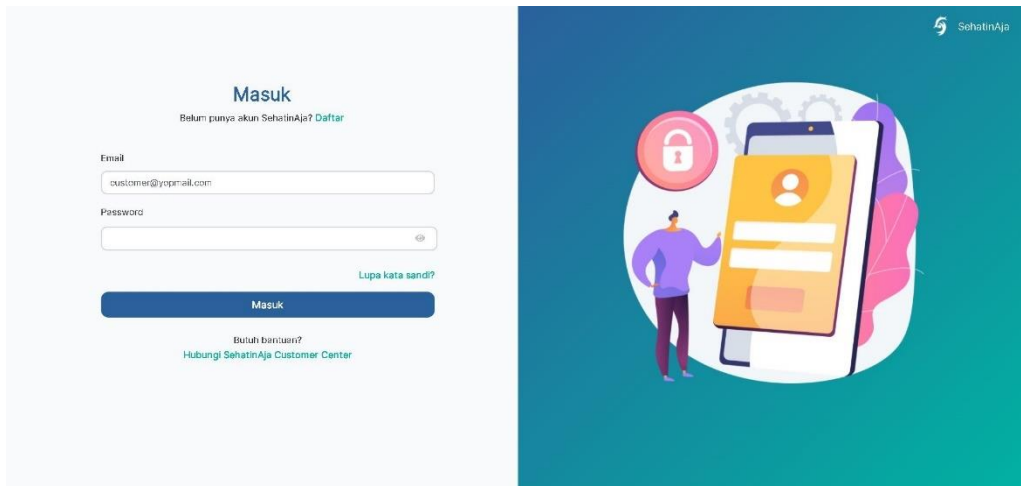 SehatinAja
Masuk
Belum punya akun SehatinAja? Daftar
Email
customer@yopmail.com
Password
Lupa kata sandi?
Masuk
Butuh bantuan?
Hubungi SehatinAja Customer Center